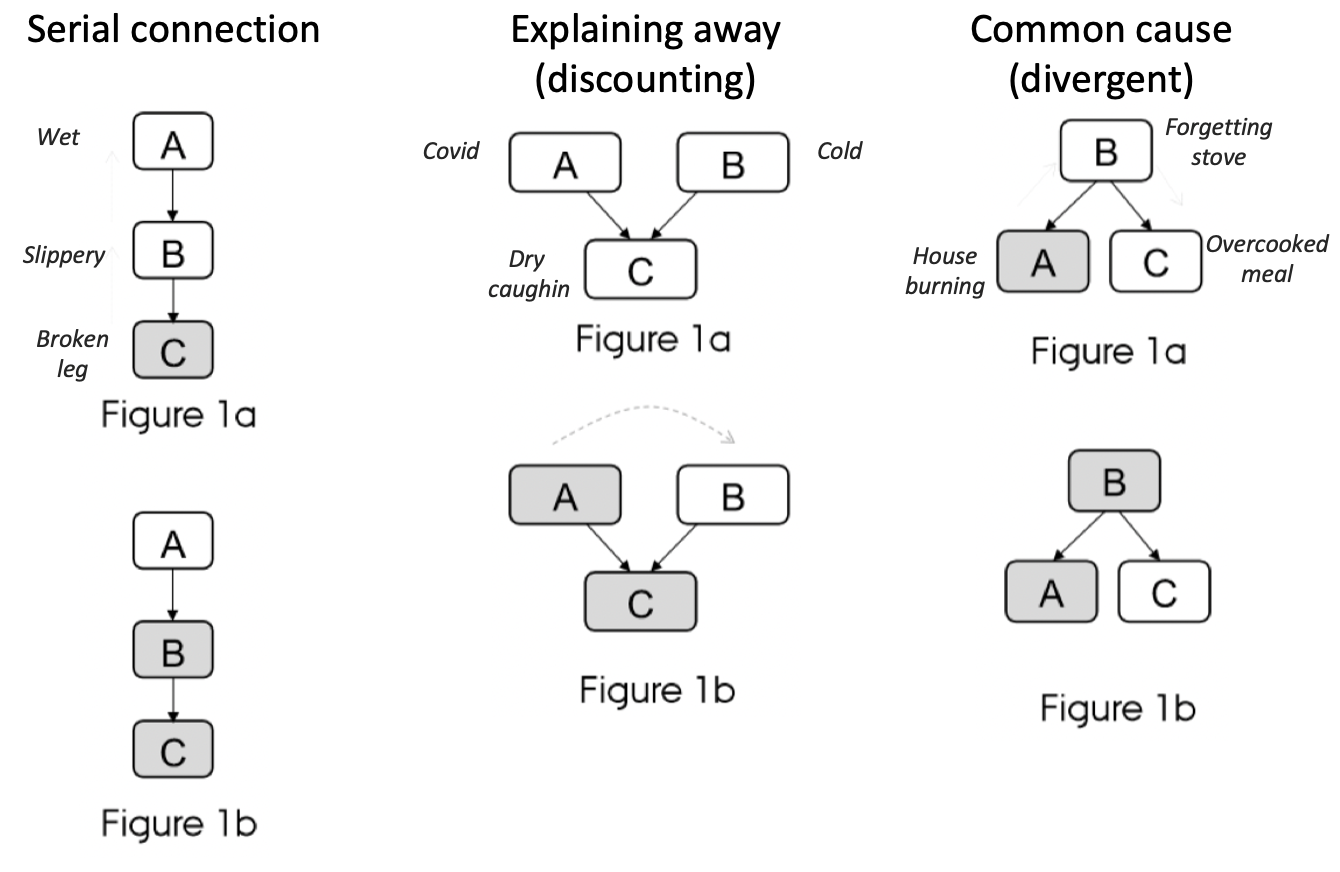 Serial connection
Wet
A
Slippery
B
Broken
leg
C
Figure 1a
A
B
C
Figure 1b
Explaining away
(discounting)
Covid
A
B
Cold
Dry
caughin
C
Figure 1a
A
B
C
Figure 1b
Common cause
(divergent)
B
Forgetting
stove
House
burning
A
C
Overcooked
meal
Figure 1a
B
A
C
Figure 1b